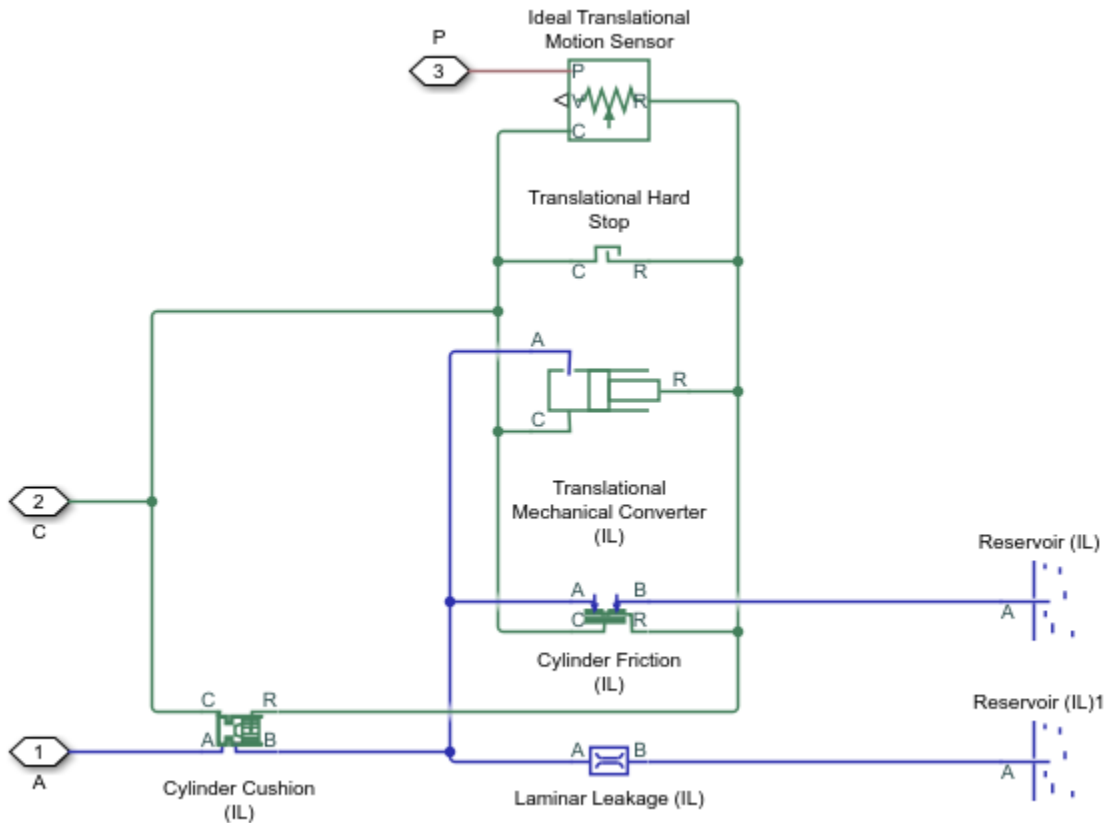 Ideal Translational
Motion Sensor
P
3
P
V
R
C
Translational Hard
Stop
C
R
A
R
C
2
C
Translational
Mechanical Converter
(IL)
Reservoir (IL)
A
B
A
C
R
Cylinder Friction
(IL)
C
R
Reservoir (IL)1
1
A
A
B
A
B
A
Cylinder Cushion
(IL)
Laminar Leakage (IL)